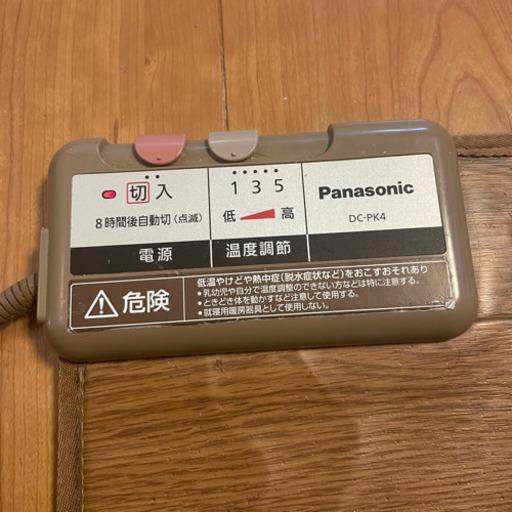 切 入
8時間後自動切(点滅)
電源
1 3 5
低 高
温度調節
Panasonic
DC-PK4
危険
低温やけどや熱中症(脱水症状など)をおこすおそれあり
・乳幼児や自分で温度調整のできない方などは特に注意する。
・ときどき体を動かすなど注意して使用する。
・就寝用暖房器具として使用しない。